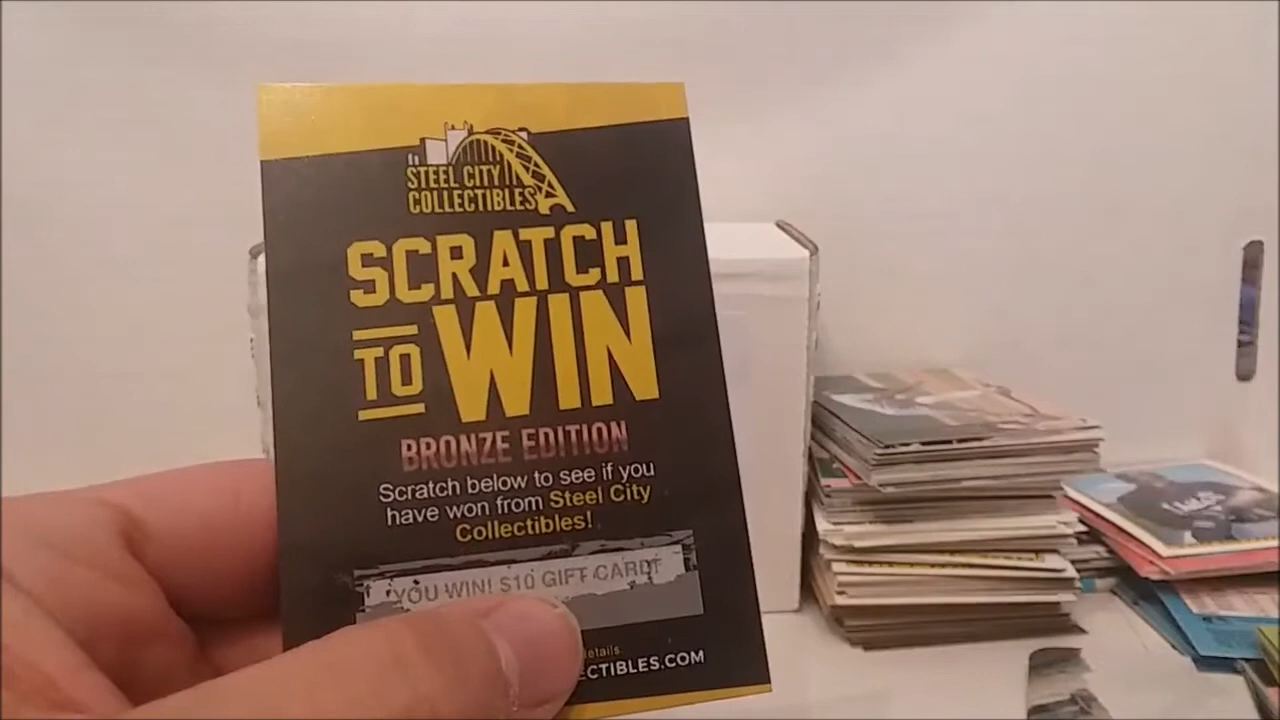 STEEL CITY
COLLECTIBLES
SCRATCH
TO WIN
BRONZE EDITION
Scratch below to see if you
have won from Steel City
Collectibles!
YOU WIN! $10 GIFT CARD!
details
ECTIBLES.COM